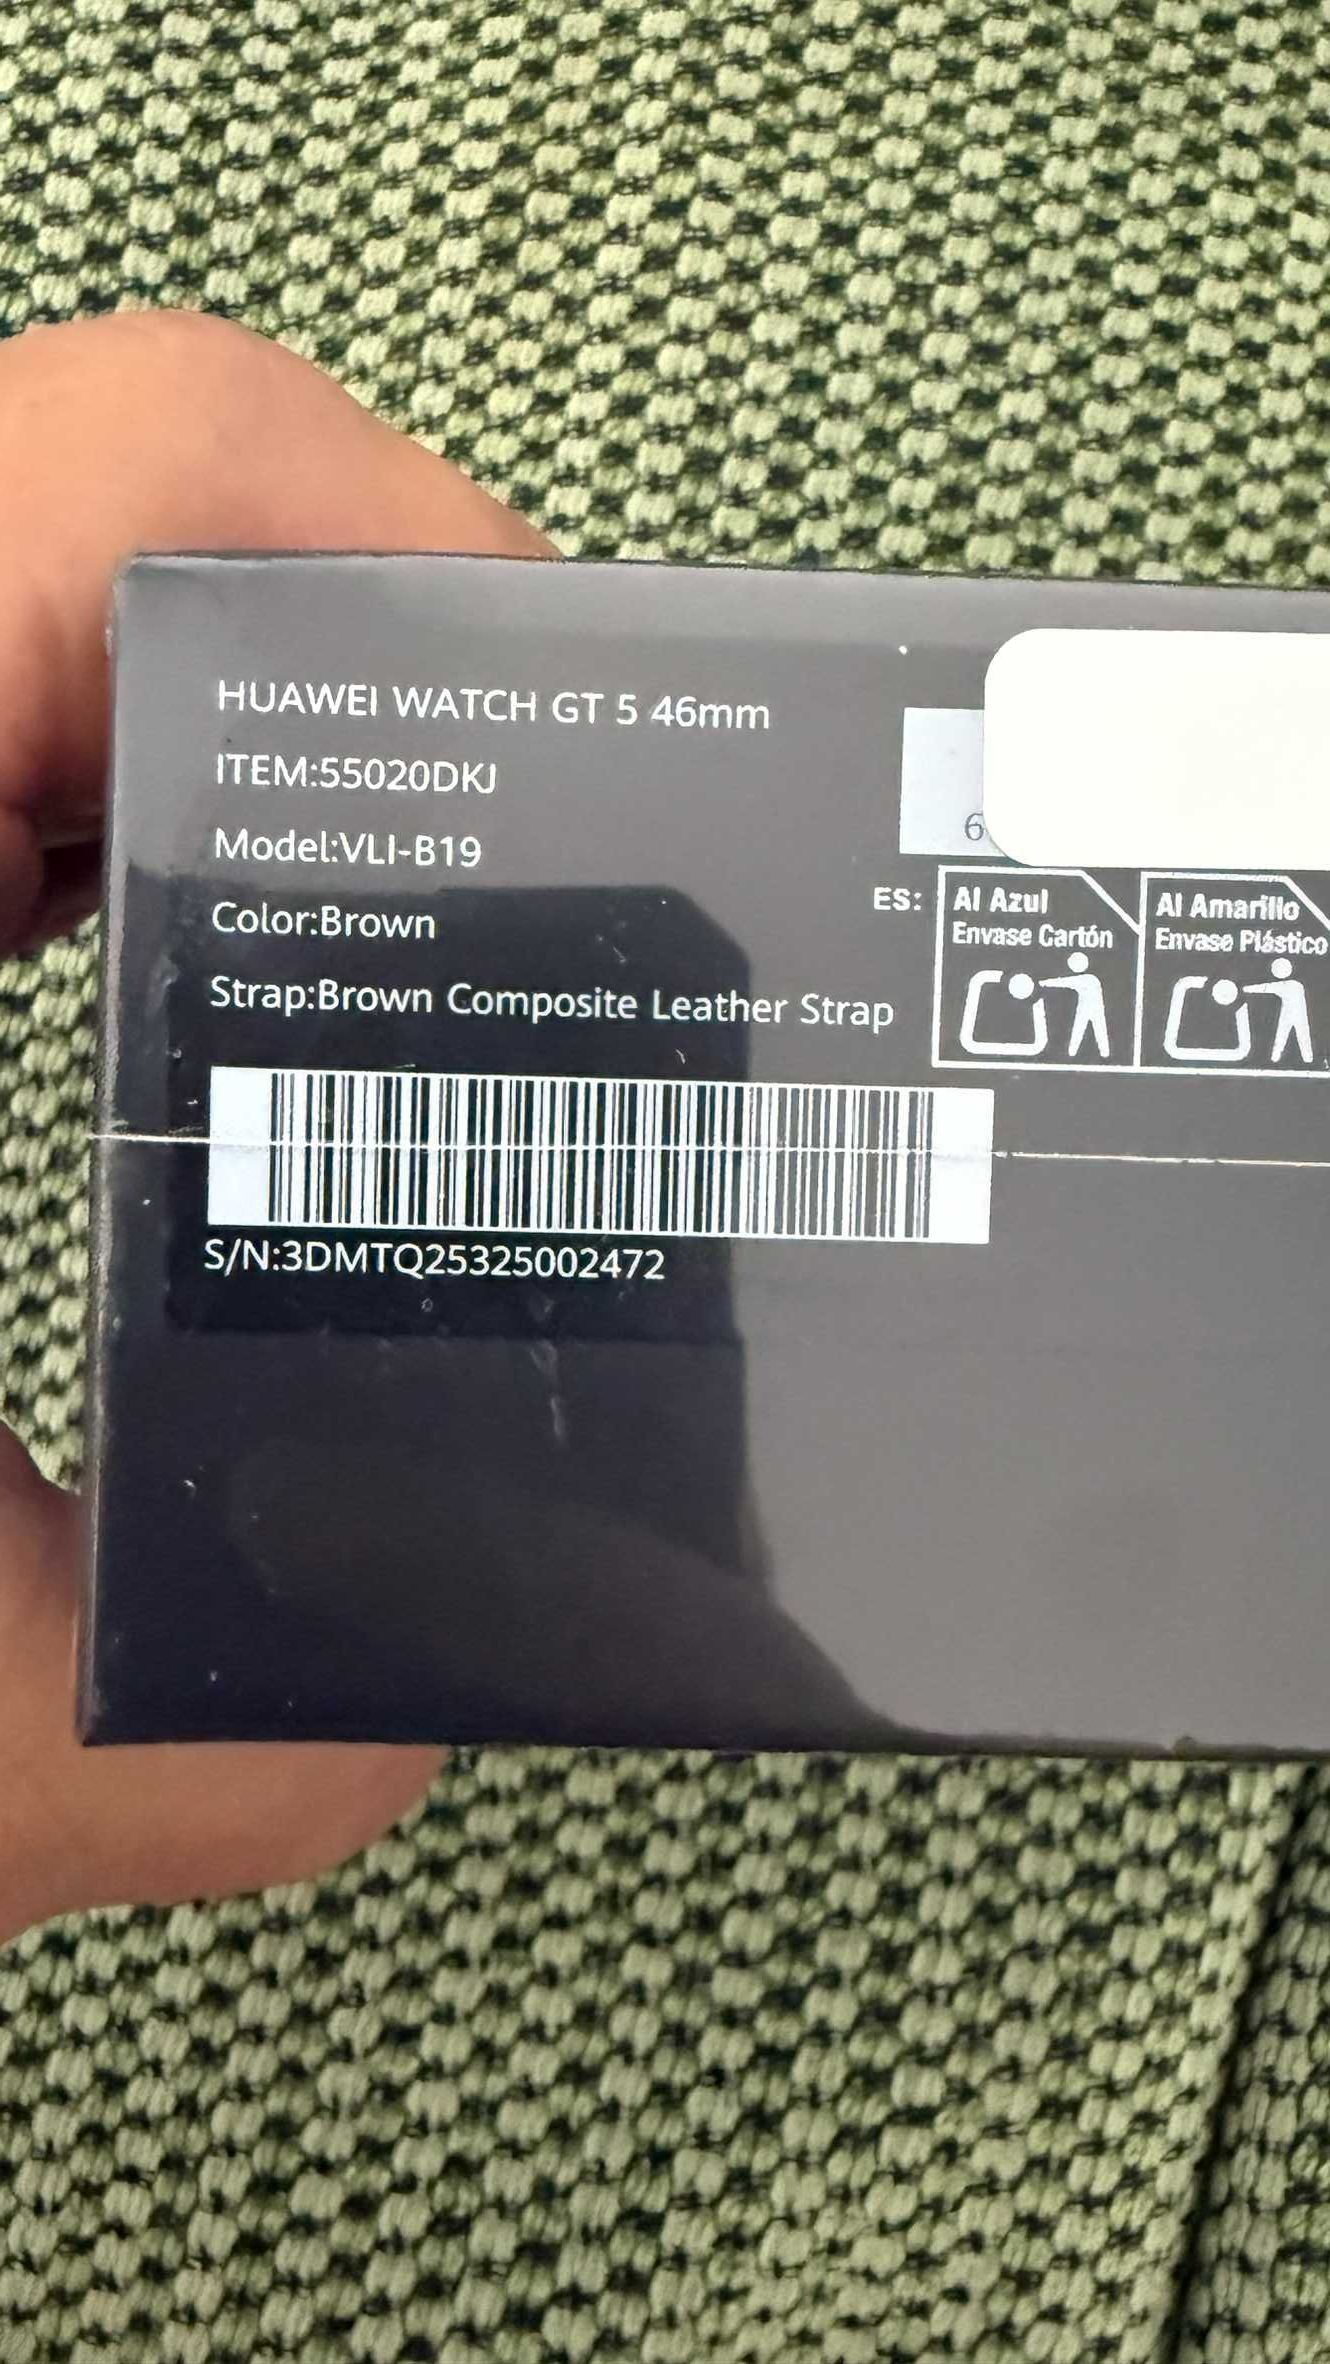 HUAWEI WATCH GT 5 46mm
ITEM:55020DKJ
Model:VLI-B19
Color:Brown
Strap:Brown Composite Leather Strap
S/N:3DMTQ25325002472
6
ES:
Al Azul
Envase Cartón
Al Amarillo
Envase Plástico